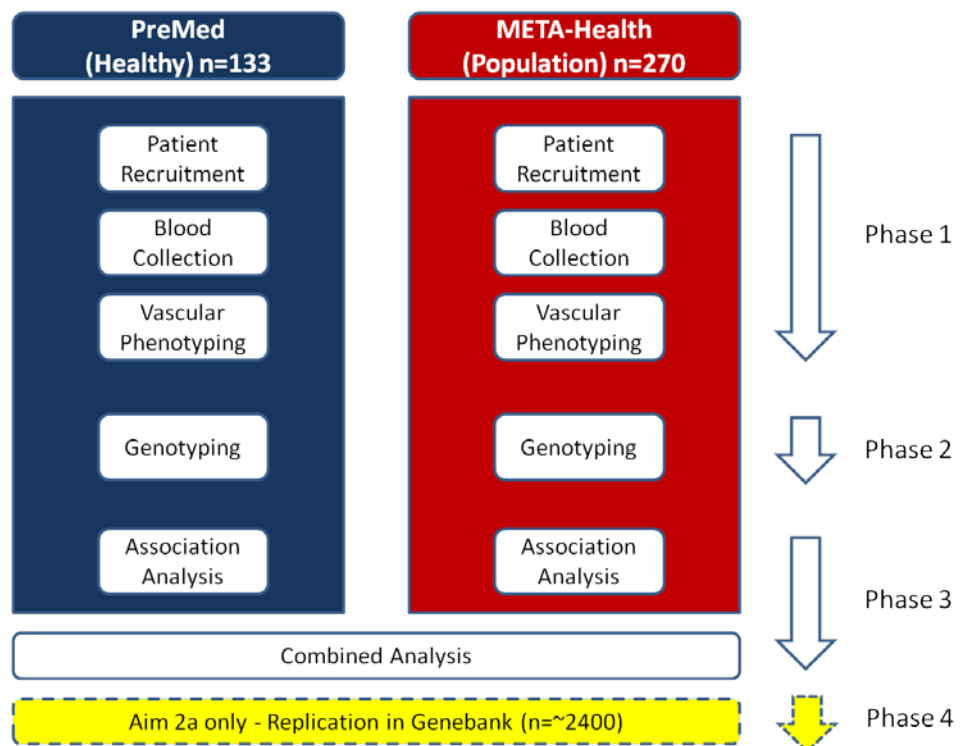 PreMed
(Healthy) n=133
META-Health
(Population) n=270
Patient
Recruitment
Blood
Collection
Vascular
Phenotyping
Genotyping
Association
Analysis
Patient
Recruitment
Blood
Collection
Vascular
Phenotyping
Genotyping
Association
Analysis
Phase 1
Phase 2
Phase 3
Combined Analysis
Aim 2a only - Replication in Genebank (n=~2400)
Phase 4